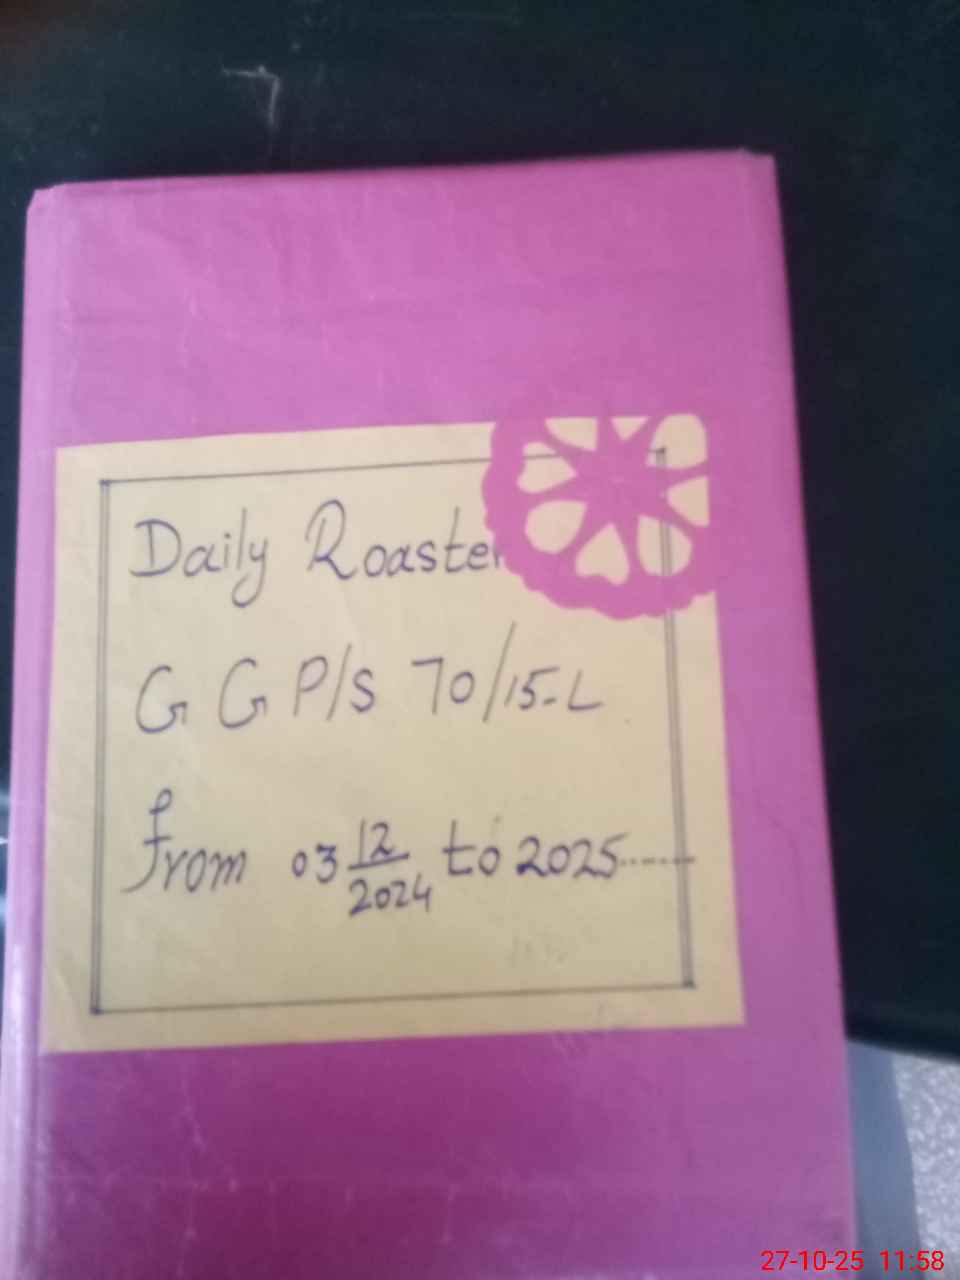 Daily Roaster
G G P/S 70/15-L
from 03 12/2024 to 2025------
27-10-25 11:58